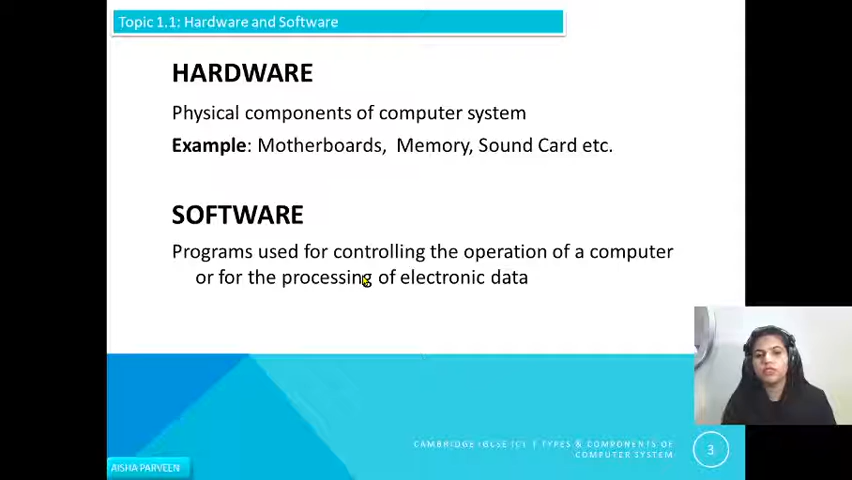 Topic 1.1: Hardware and Software
HARDWARE
Physical components of computer system
Example: Motherboards, Memory, Sound Card etc.
SOFTWARE
Programs used for controlling the operation of a computer
or for the processing of electronic data
CAMBRIDGE IGCSE ICT | TYPES & COMPONENTS OF
COMPUTER SYSTEM
3
AISHA PARVEEN